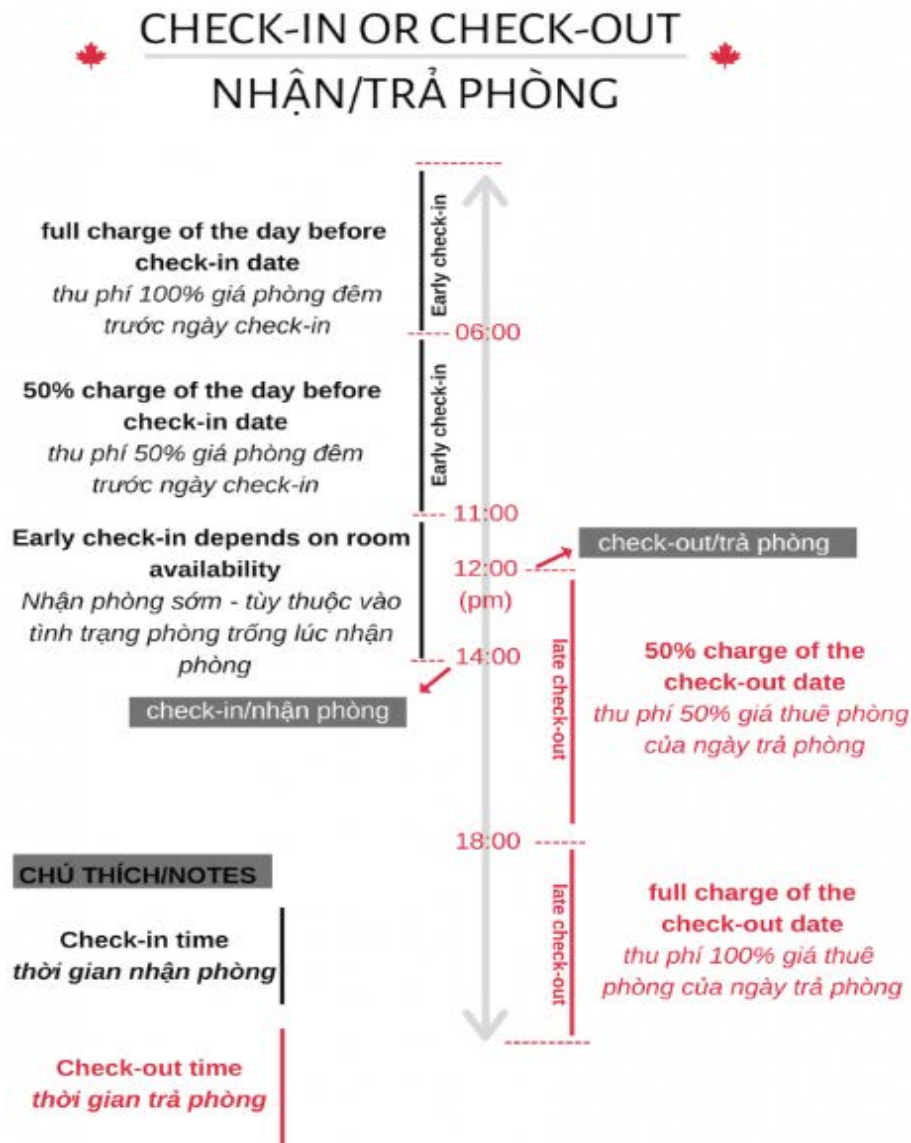 CHECK-IN OR CHECK-OUT
NHẬN/TRẢ PHÒNG
full charge of the day before
check-in date
thu phí 100% giá phòng đêm
trước ngày check-in
Early check-in
06:00
50% charge of the day before
check-in date
thu phí 50% giá phòng đêm
trước ngày check-in
Early check-in
11:00
Early check-in depends on room
availability
Nhận phòng sớm - tùy thuộc vào
tình trạng phòng trống lúc nhận
phòng
check-out/trả phòng
12:00
(pm)
14:00
check-in/nhận phòng
late check-out
50% charge of the
check-out date
thu phí 50% giá thuê phòng
của ngày trả phòng
18:00
late check-out
full charge of the
check-out date
thu phí 100% giá thuê
phòng của ngày trả phòng
CHÚ THÍCH/NOTES
Check-in time
thời gian nhận phòng
Check-out time
thời gian trả phòng